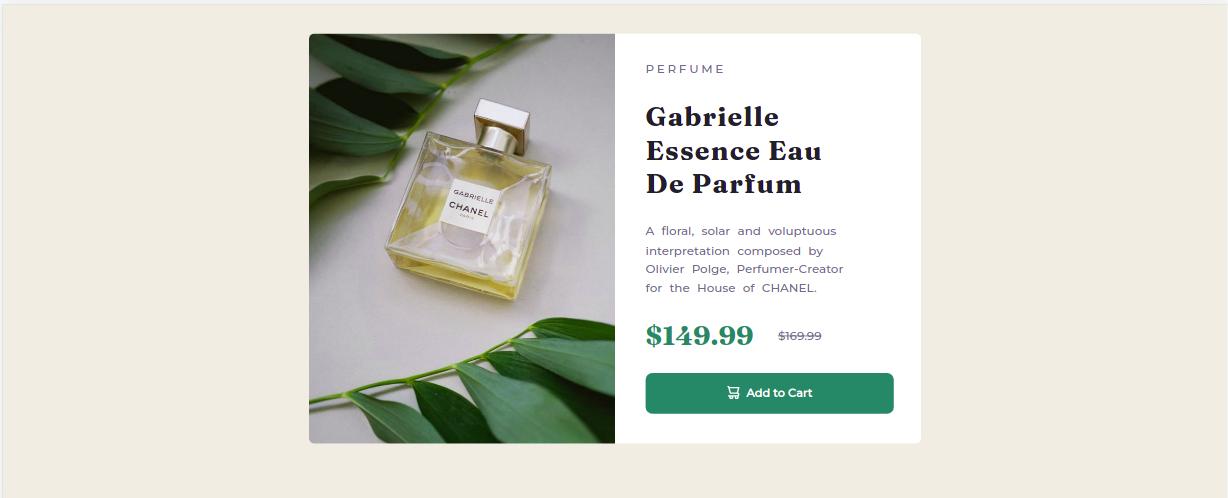 PERFUME
Gabrielle
Essence Eau
De Parfum
A floral, solar and voluptuous
interpretation composed by
Olivier Polge, Perfumer-Creator
for the House of CHANEL.
$149.99 $169.99
Add to Cart
GABRIELLE
CHANEL
PARIS